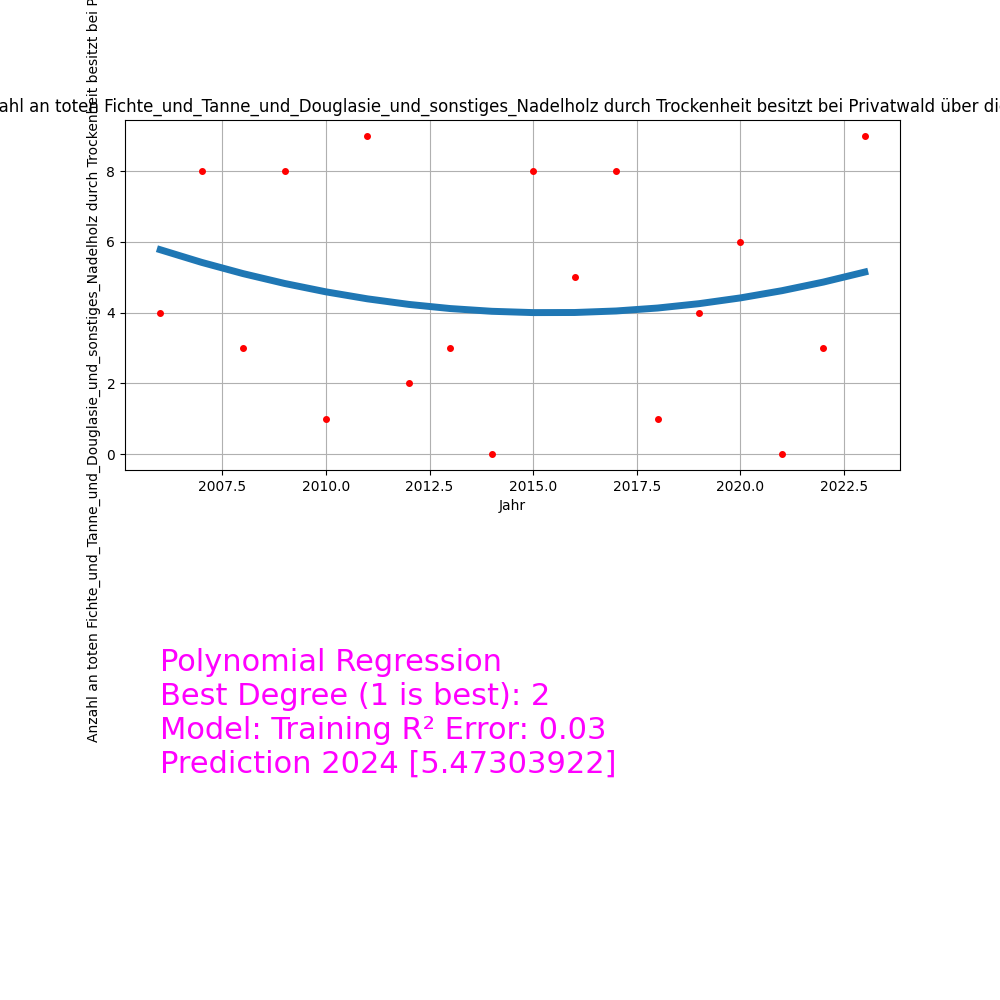 an toten Fichte_und_Tanne_und_Douglasie_und_sonstiges_Nadelholz durch Trockenheit besitzt bei Privatwald über
Anzahl an toten Fichte_und_Tanne_und_Douglasie_und_sonstiges_Nadelholz durch Trockenheit besitzt bei
8
6
4
2
0
2007.5 2010.0 2012.5 2015.0 2017.5 2020.0 2022.5
Jahr
Polynomial Regression
Best Degree (1 is best): 2
Model: Training R² Error: 0.03
Prediction 2024 [5.47303922]